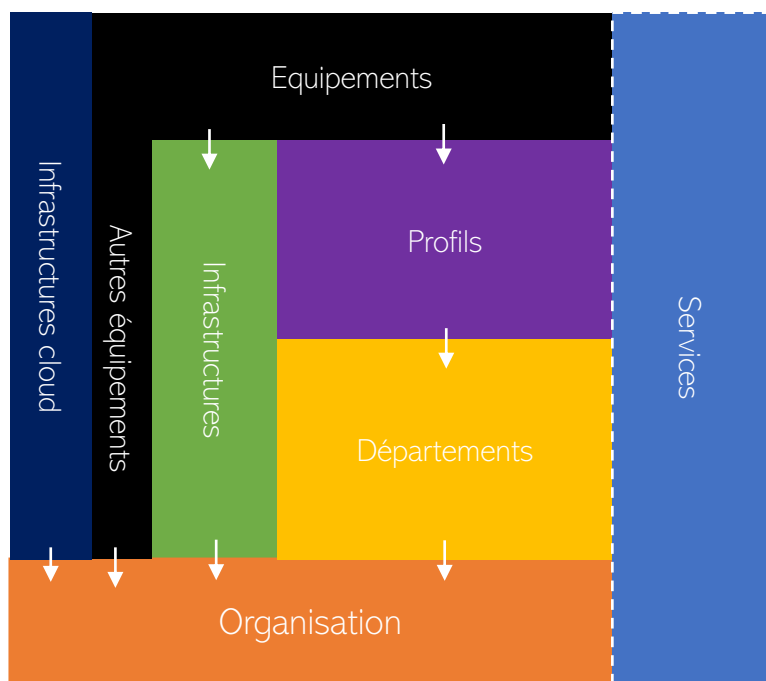 Equipements
Infrastructures cloud
Autres équipements
Infrastructures
Profils
Services
Départements
Organisation